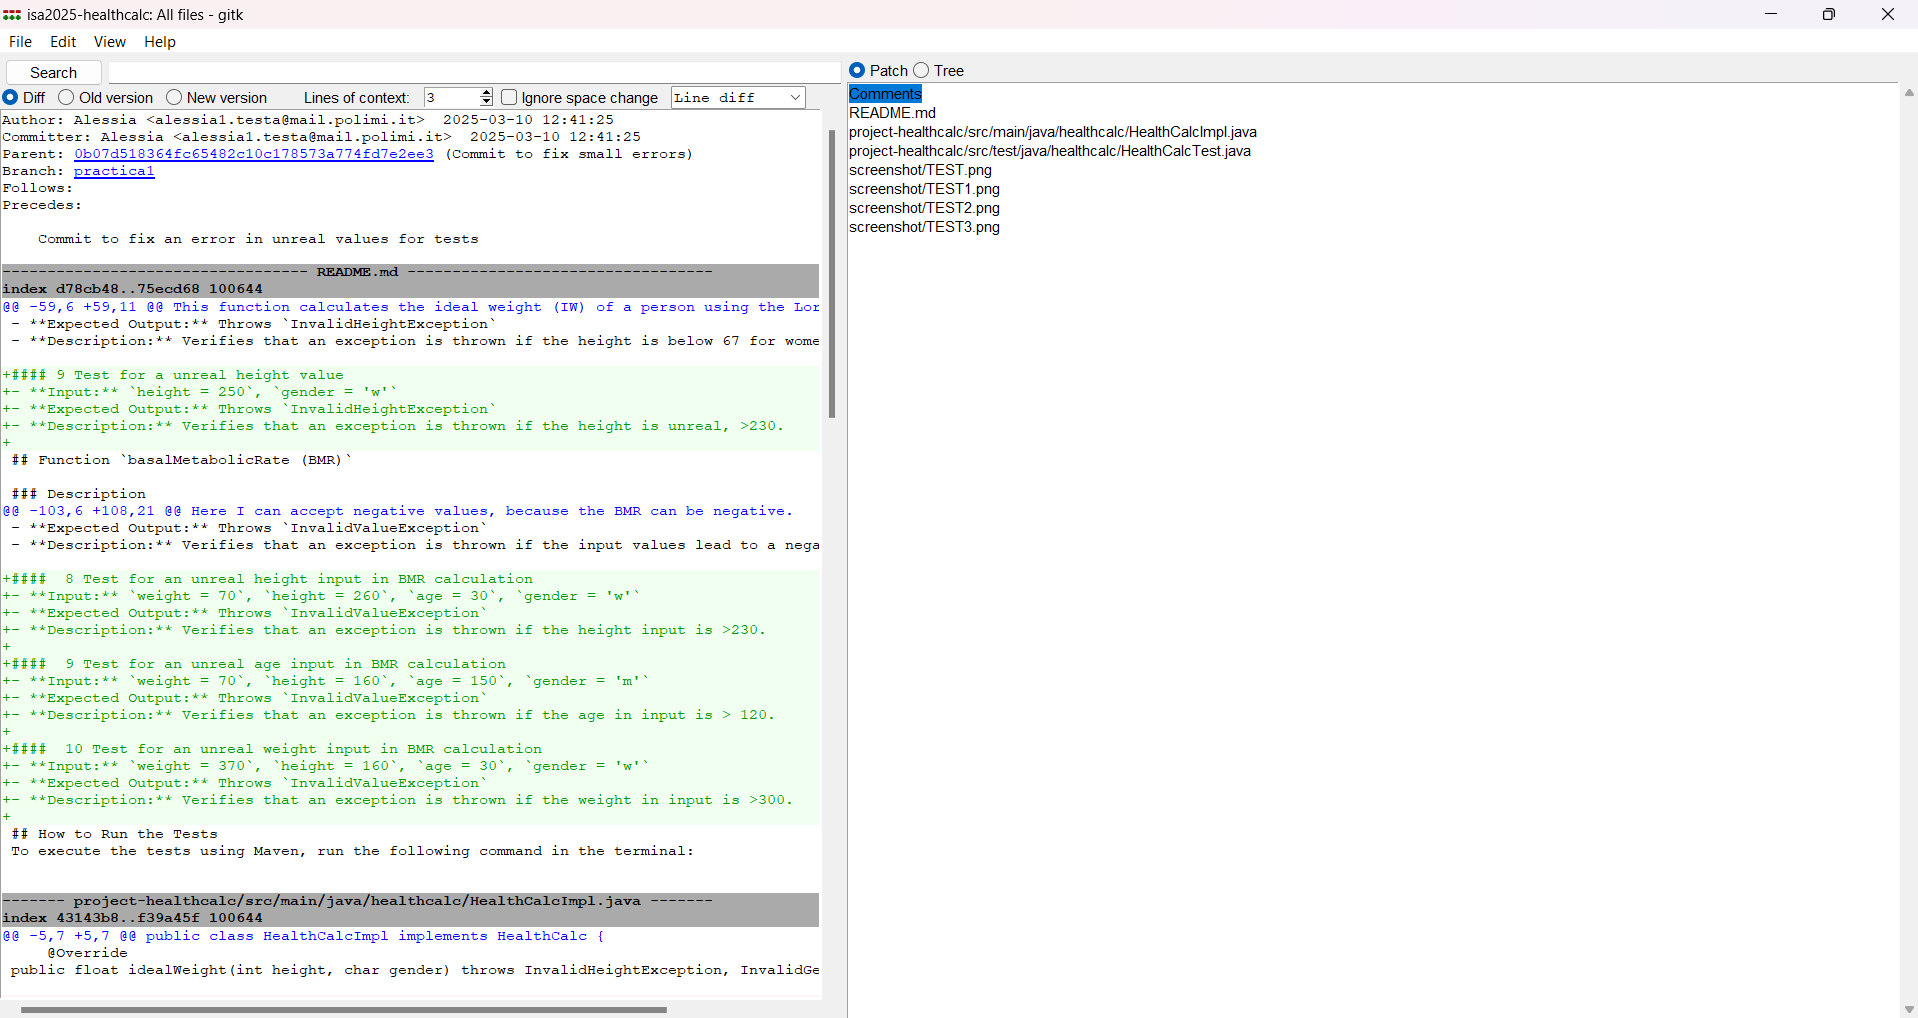 isa2025-healthcalc: All files - gitk
File Edit View Help
Search
Diff Old version New version Lines of context: 3 Ignore space change Line diff
Author: Alessia <alessia1.testa@mail.polimi.it>  2025-03-10 12:41:25
Committer: Alessia <alessia1.testa@mail.polimi.it>  2025-03-10 12:41:25
Parent: 0b07d518364fc65482c10c178573a774fd7e2ee3 (Commit to fix small errors)
Branch: practica1
Follows:
Precedes:
    Commit to fix an error in unreal values for tests
---------------------------------- README.md ----------------------------------
index d78cb48..75ecd68 100644
@@ -59,6 +59,11 @@ This function calculates the ideal weight (IW) of a person using the Lor
 - **Expected Output:** Throws `InvalidHeightException`
 - **Description:** Verifies that an exception is thrown if the height is below 67 for wome
+#### 9 Test for a unreal height value
+- **Input:** `height = 250`, `gender = 'w'`
+- **Expected Output:** Throws `InvalidHeightException`
+- **Description:** Verifies that an exception is thrown if the height is unreal, >230.
+
 ## Function `basalMetabolicRate (BMR)`
 ### Description
@@ -103,6 +108,21 @@ Here I can accept negative values, because the BMR can be negative.
 - **Expected Output:** Throws `InvalidValueException`
 - **Description:** Verifies that an exception is thrown if the input values lead to a nega
+####  8 Test for an unreal height input in BMR calculation
+- **Input:** `weight = 70`, `height = 260`, `age = 30`, `gender = 'w'`
+- **Expected Output:** Throws `InvalidValueException`
+- **Description:** Verifies that an exception is thrown if the height input is >230.
+
+####  9 Test for an unreal age input in BMR calculation
+- **Input:** `weight = 70`, `height = 160`, `age = 150`, `gender = 'm'`
+- **Expected Output:** Throws `InvalidValueException`
+- **Description:** Verifies that an exception is thrown if the age in input is > 120.
+
+####  10 Test for an unreal weight input in BMR calculation
+- **Input:** `weight = 370`, `height = 160`, `age = 30`, `gender = 'w'`
+- **Expected Output:** Throws `InvalidValueException`
+- **Description:** Verifies that an exception is thrown if the weight in input is >300.
+
 ## How to Run the Tests
 To execute the tests using Maven, run the following command in the terminal:
------- project-healthcalc/src/main/java/healthcalc/HealthCalcImpl.java -------
index 43143b8..f39a45f 100644
@@ -5,7 +5,7 @@ public class HealthCalcImpl implements HealthCalc {
     @Override
 public float idealWeight(int height, char gender) throws InvalidHeightException, InvalidGe
Patch Tree
Comments
README.md
project-healthcalc/src/main/java/healthcalc/HealthCalcImpl.java
project-healthcalc/src/test/java/healthcalc/HealthCalcTest.java
screenshot/TEST.png
screenshot/TEST1.png
screenshot/TEST2.png
screenshot/TEST3.png